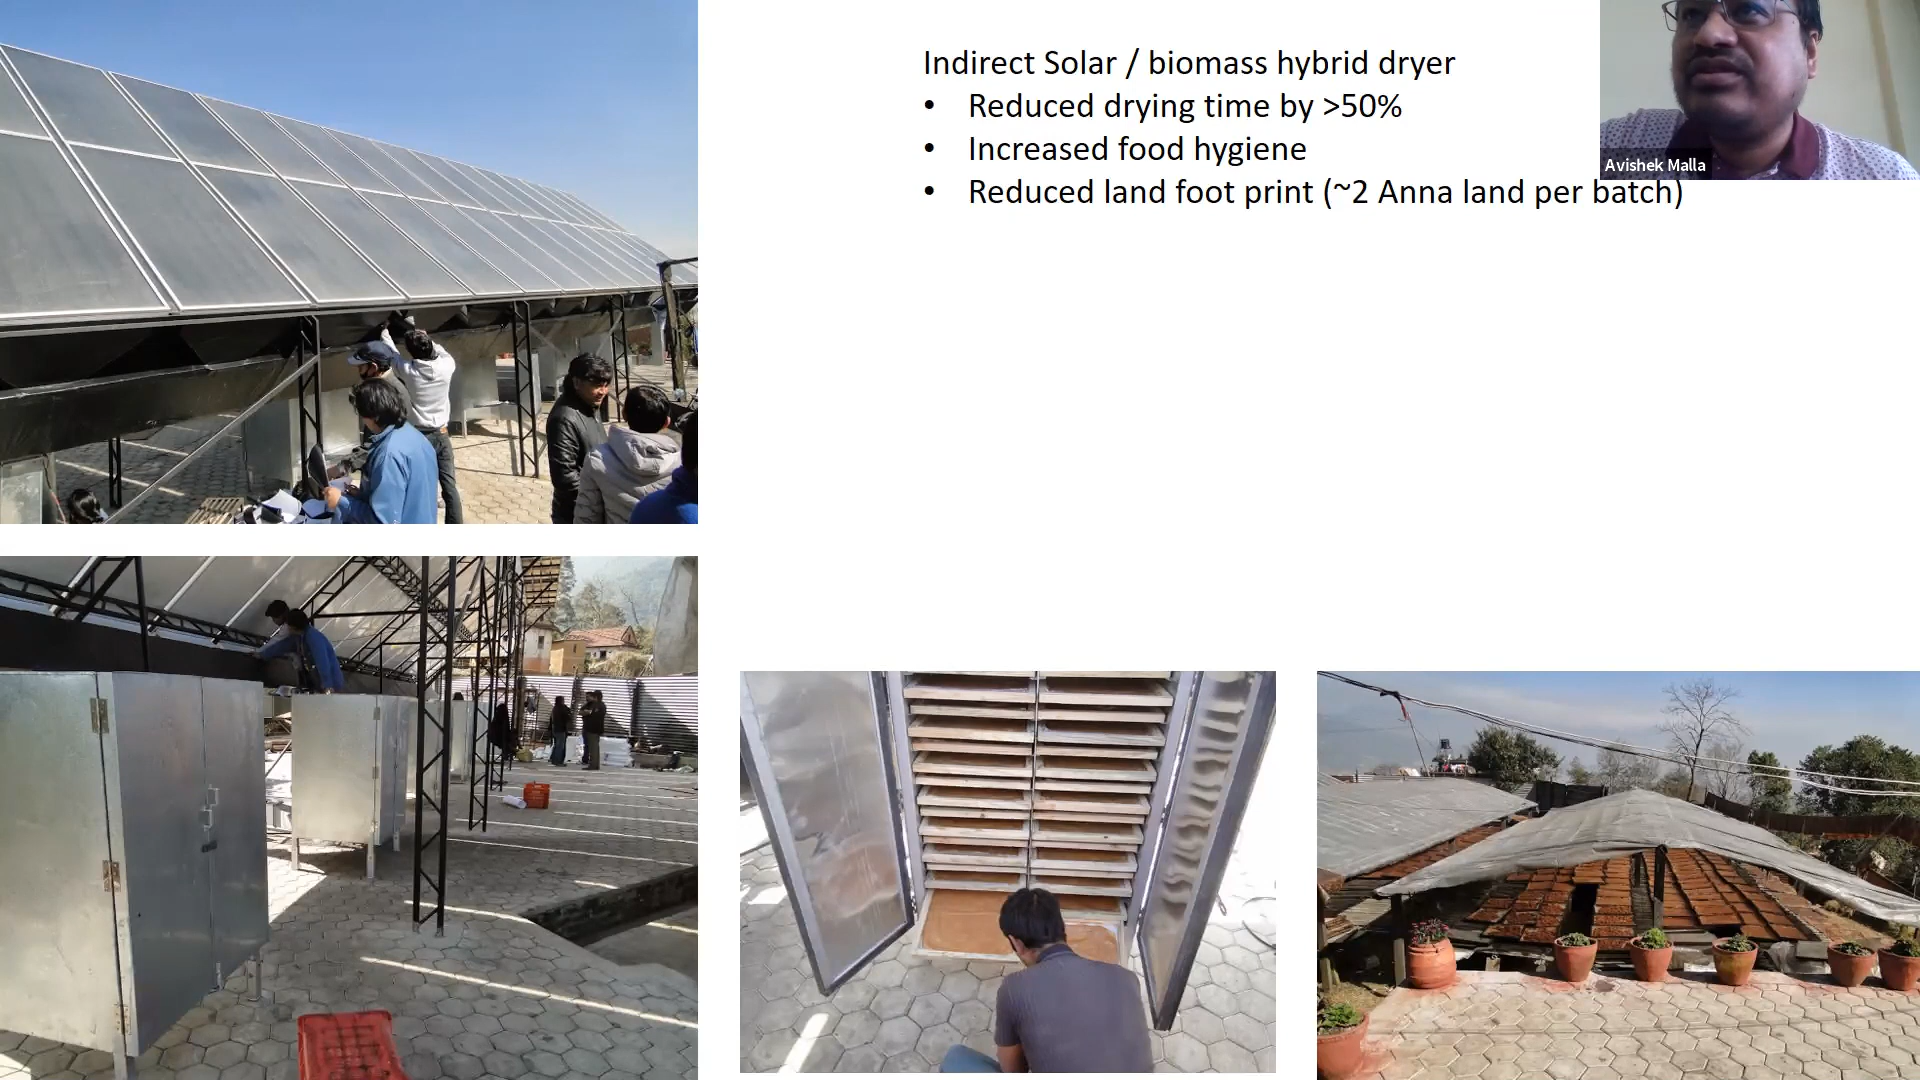 Indirect Solar / biomass hybrid dryer
• Reduced drying time by >50%
• Increased food hygiene
• Reduced land foot print (~2 Anna land per batch)
Avishek Malla